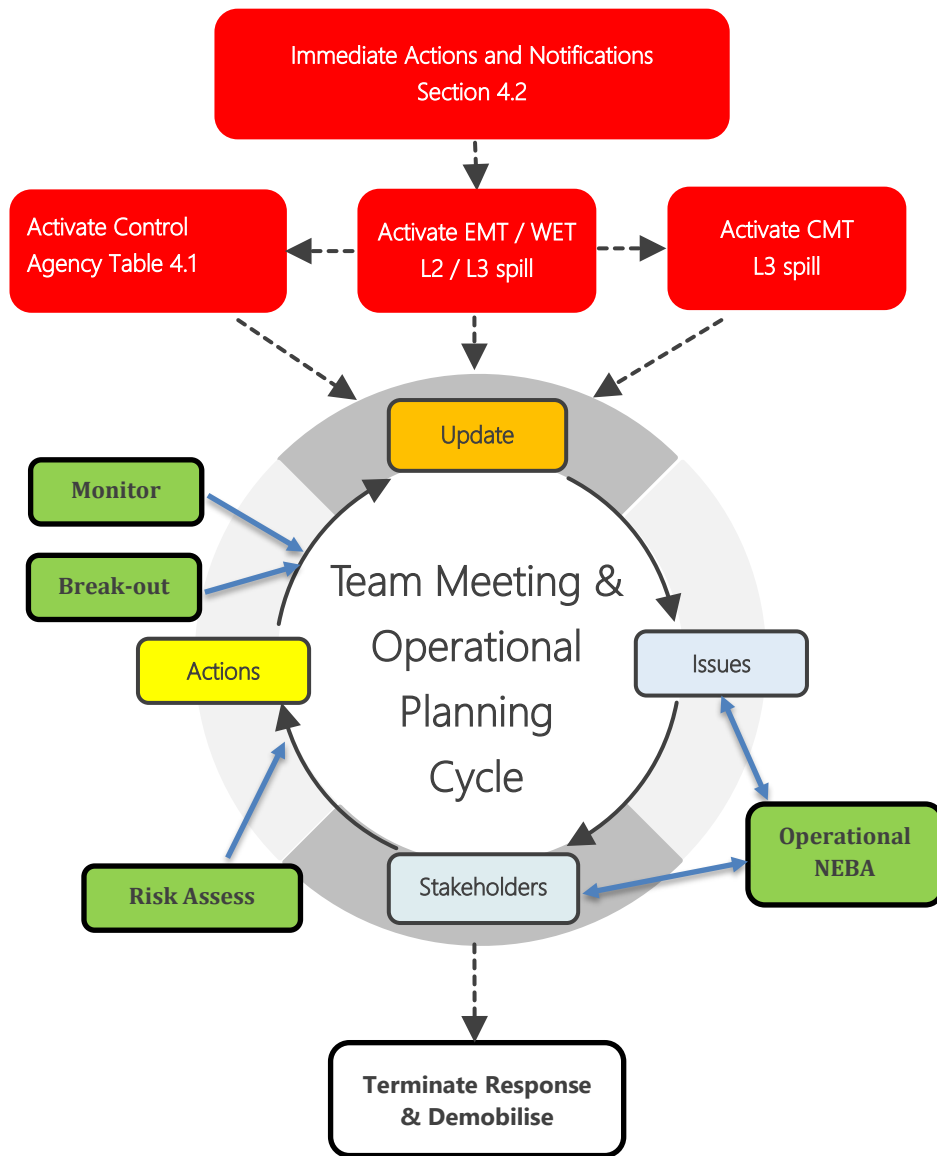 Immediate Actions and Notifications
Section 4.2
Activate Control
Agency Table 4.1
Activate EMT / WET
L2 / L3 spill
Activate CMT
L3 spill
Update
Monitor
Break-out
Team Meeting &
Operational
Planning
Cycle
Actions
Issues
Operational
NEBA
Risk Assess
Stakeholders
Terminate Response
& Demobilise